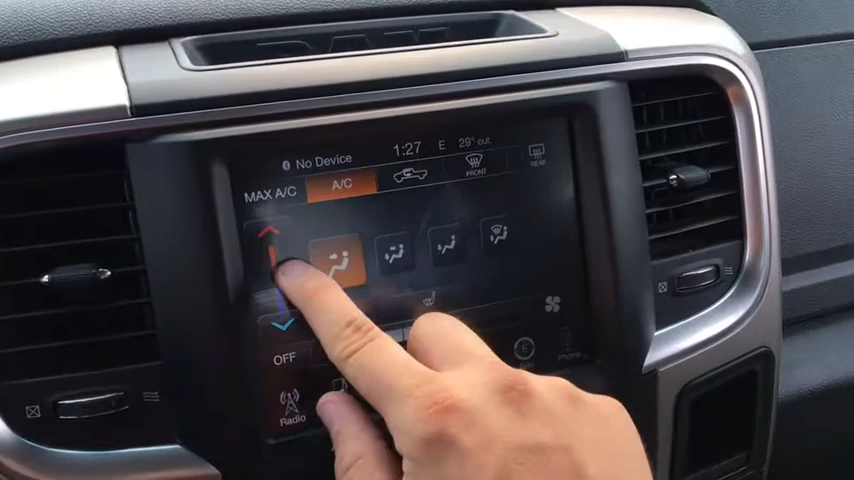 No Device 1:27 E 29° out
MAX A/C A/C FRONT REAR
OFF
Radio